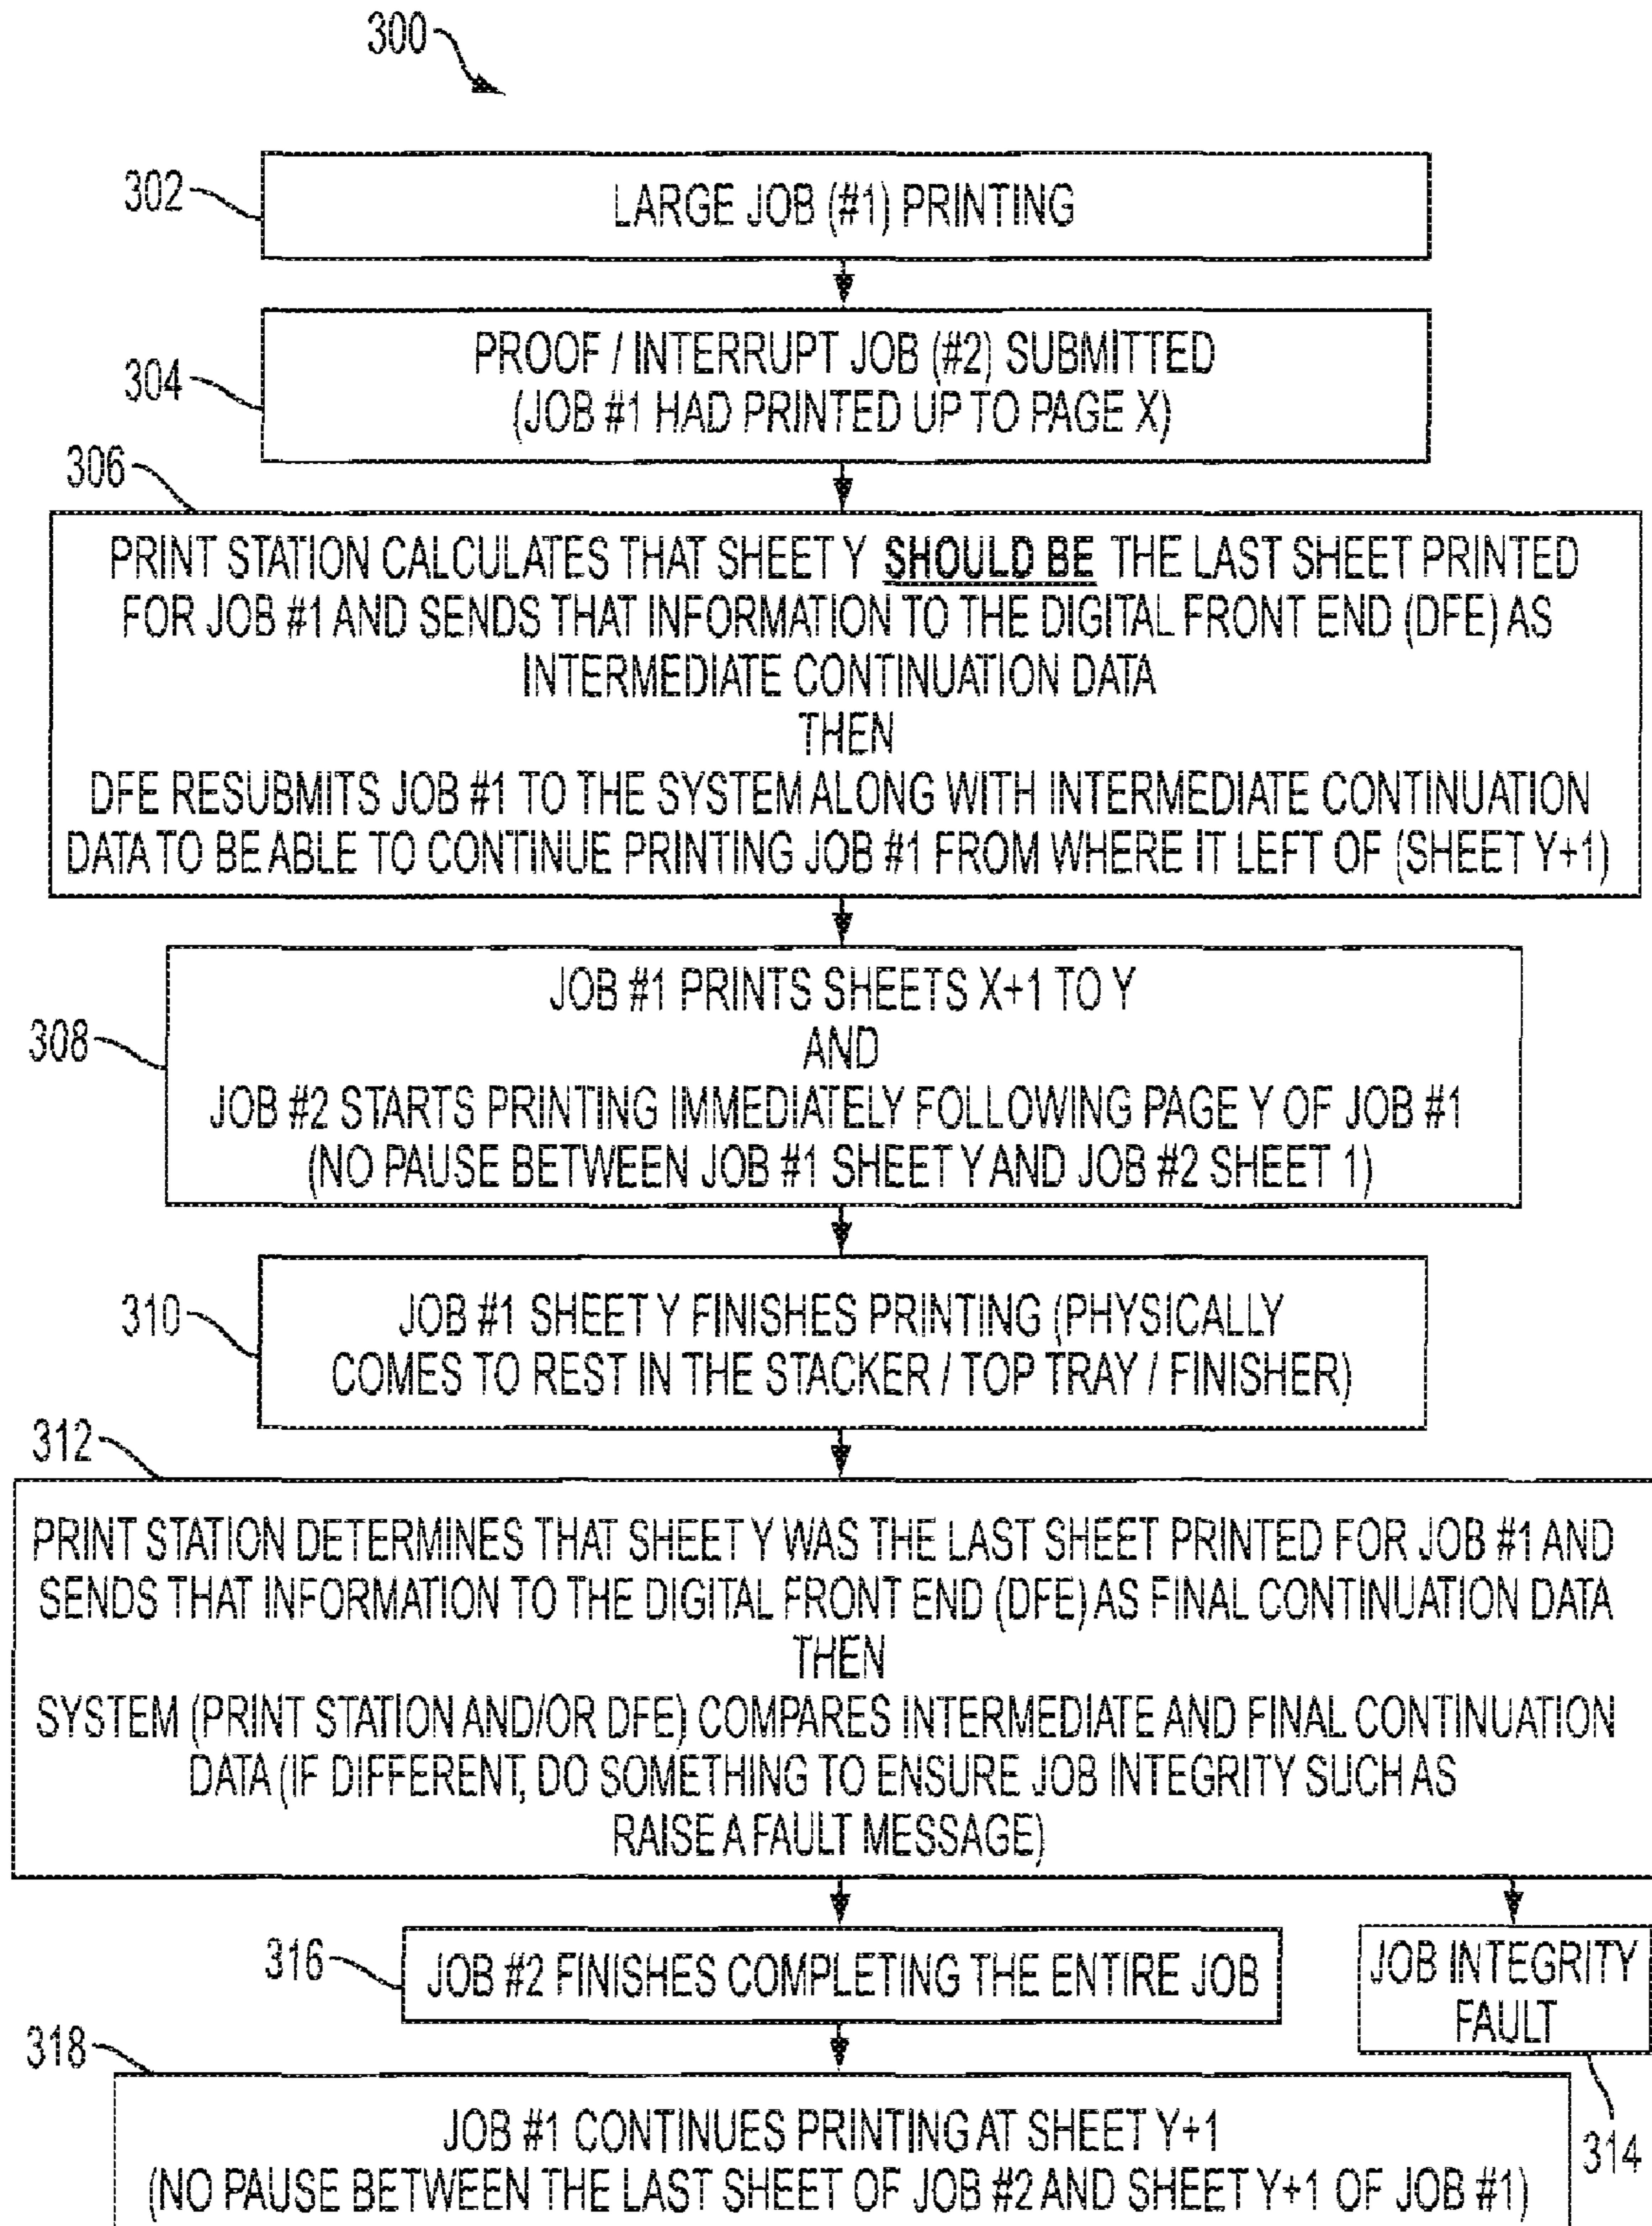 300
302
LARGE JOB (#1) PRINTING
304
PROOF / INTERRUPT JOB (#2) SUBMITTED
(JOB #1 HAD PRINTED UP TO PAGE X)
306
PRINT STATION CALCULATES THAT SHEET Y SHOULD BE THE LAST SHEET PRINTED
FOR JOB #1 AND SENDS THAT INFORMATION TO THE DIGITAL FRONT END (DFE) AS
INTERMEDIATE CONTINUATION DATA
THEN
DFE RESUBMITS JOB #1 TO THE SYSTEM ALONG WITH INTERMEDIATE CONTINUATION
DATA TO BE ABLE TO CONTINUE PRINTING JOB #1 FROM WHERE IT LEFT OF (SHEET Y+1)
308
JOB #1 PRINTS SHEETS X+1 TO Y
AND
JOB #2 STARTS PRINTING IMMEDIATELY FOLLOWING PAGE Y OF JOB #1
(NO PAUSE BETWEEN JOB #1 SHEET Y AND JOB #2 SHEET 1)
310
JOB #1 SHEET Y FINISHES PRINTING (PHYSICALLY
COMES TO REST IN THE STACKER / TOP TRAY / FINISHER)
312
PRINT STATION DETERMINES THAT SHEET Y WAS THE LAST SHEET PRINTED FOR JOB #1 AND
SENDS THAT INFORMATION TO THE DIGITAL FRONT END (DFE) AS FINAL CONTINUATION DATA
THEN
SYSTEM (PRINT STATION AND/OR DFE) COMPARES INTERMEDIATE AND FINAL CONTINUATION
DATA (IF DIFFERENT, DO SOMETHING TO ENSURE JOB INTEGRITY SUCH AS
RAISE A FAULT MESSAGE)
316
JOB #2 FINISHES COMPLETING THE ENTIRE JOB
JOB INTEGRITY
FAULT
314
318
JOB #1 CONTINUES PRINTING AT SHEET Y+1
(NO PAUSE BETWEEN THE LAST SHEET OF JOB #2 AND SHEET Y+1 OF JOB #1)